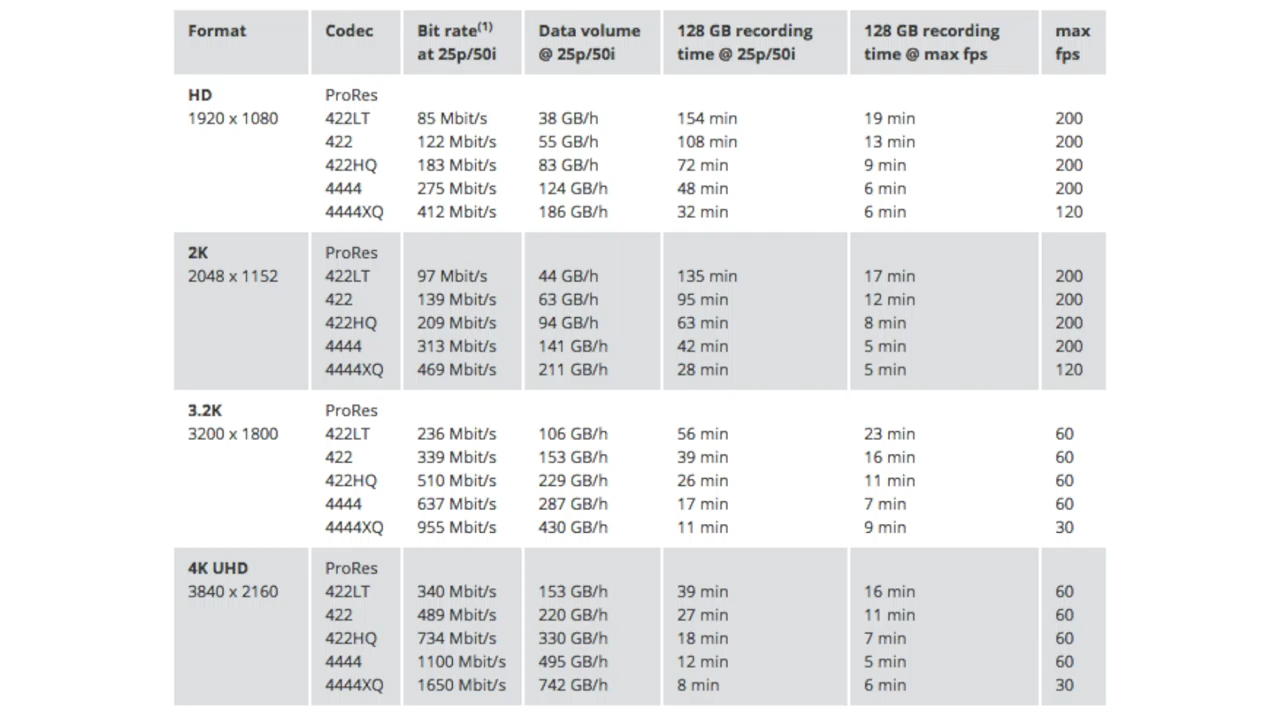 Format Codec Bit rate(1) at 25p/50i Data volume @ 25p/50i 128 GB recording time @ 25p/50i 128 GB recording time @ max fps max fps
HD ProRes
1920 x 1080 422LT 85 Mbit/s 38 GB/h 154 min 19 min 200
422 122 Mbit/s 55 GB/h 108 min 13 min 200
422HQ 183 Mbit/s 83 GB/h 72 min 9 min 200
4444 275 Mbit/s 124 GB/h 48 min 6 min 200
4444XQ 412 Mbit/s 186 GB/h 32 min 6 min 120
2K ProRes
2048 x 1152 422LT 97 Mbit/s 44 GB/h 135 min 17 min 200
422 139 Mbit/s 63 GB/h 95 min 12 min 200
422HQ 209 Mbit/s 94 GB/h 63 min 8 min 200
4444 313 Mbit/s 141 GB/h 42 min 5 min 200
4444XQ 469 Mbit/s 211 GB/h 28 min 5 min 120
3.2K ProRes
3200 x 1800 422LT 236 Mbit/s 106 GB/h 56 min 23 min 60
422 339 Mbit/s 153 GB/h 39 min 16 min 60
422HQ 510 Mbit/s 229 GB/h 26 min 11 min 60
4444 637 Mbit/s 287 GB/h 17 min 7 min 60
4444XQ 955 Mbit/s 430 GB/h 11 min 9 min 30
4K UHD ProRes
3840 x 2160 422LT 340 Mbit/s 153 GB/h 39 min 16 min 60
422 489 Mbit/s 220 GB/h 27 min 11 min 60
422HQ 734 Mbit/s 330 GB/h 18 min 7 min 60
4444 1100 Mbit/s 495 GB/h 12 min 5 min 60
4444XQ 1650 Mbit/s 742 GB/h 8 min 6 min 30